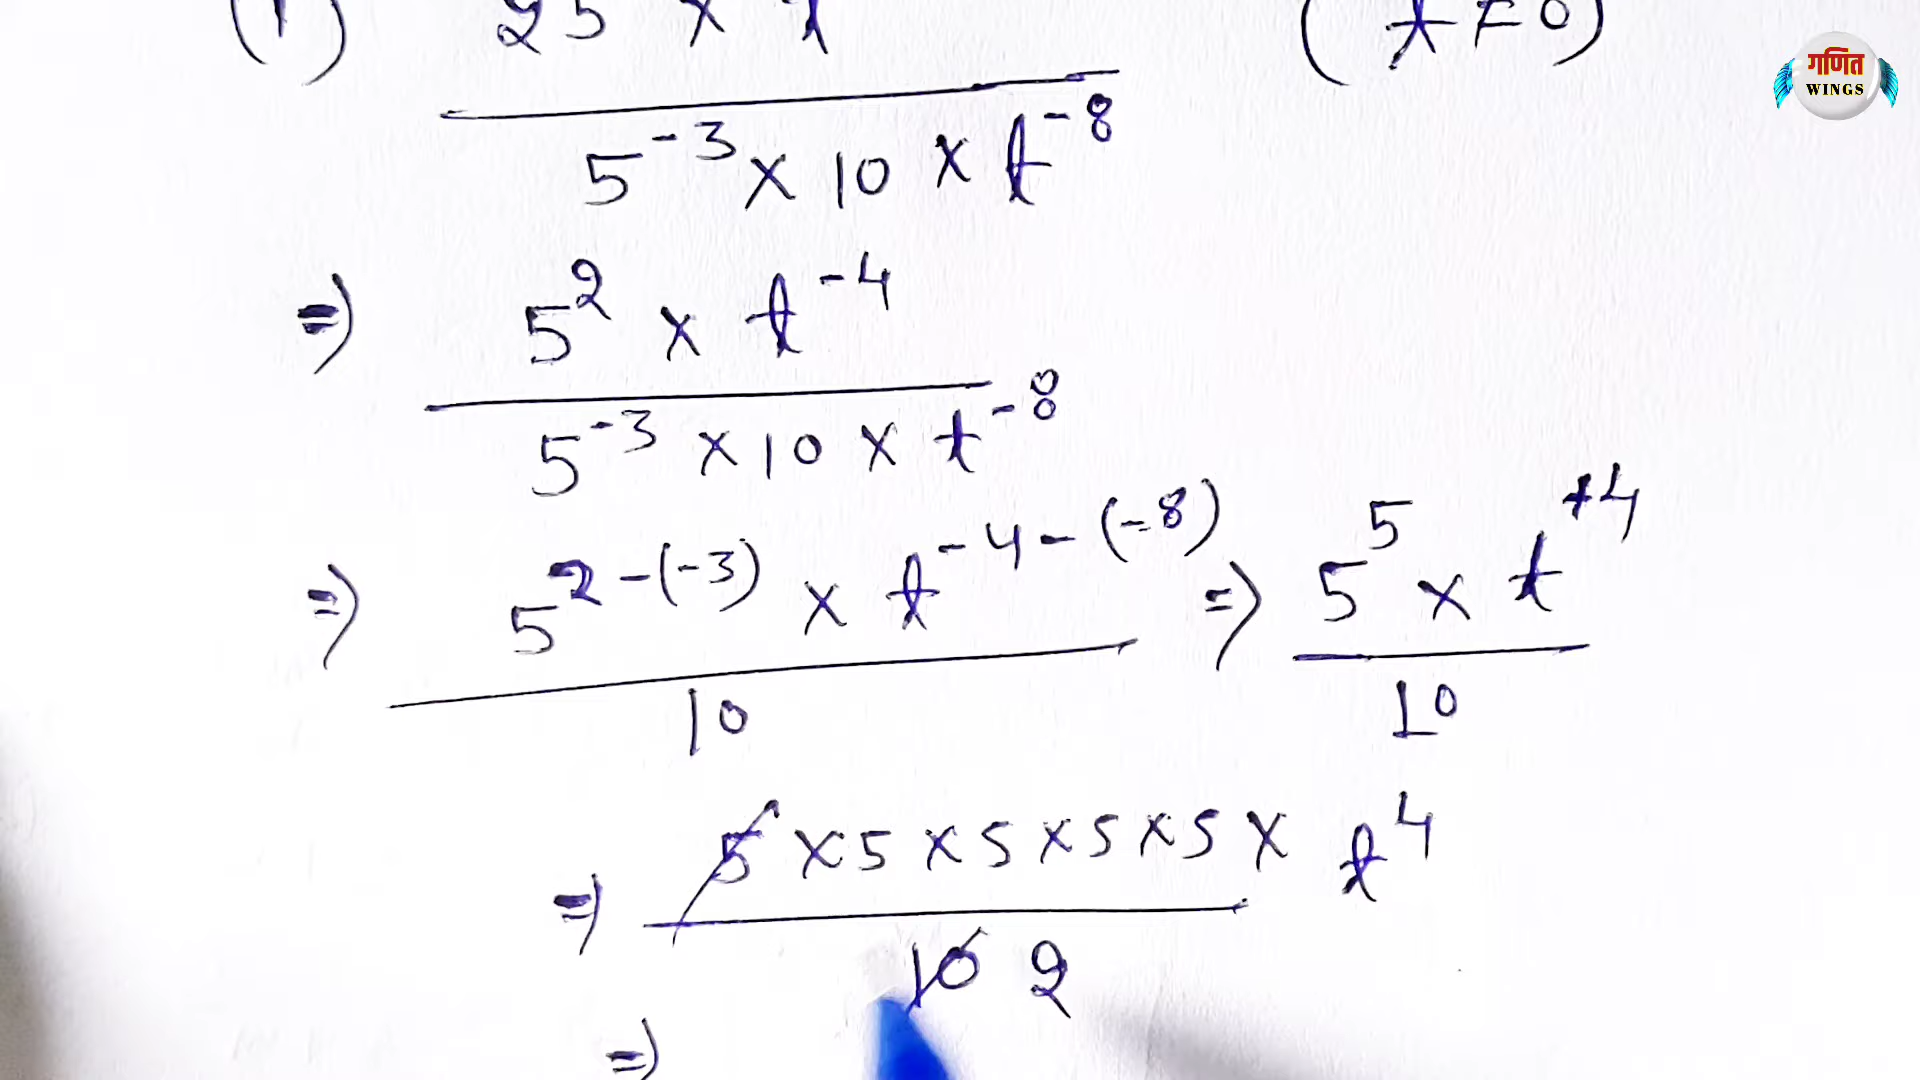 (1) 25 × t (t ≠ 0)
गणित
WINGS
5^-3 × 10 × t^-8
⇒) 5^2 × t^-4
5^-3 × 10 × t^-8
⇒) 5^2-(-3) × t^-4-(-8) ⇒) 5^5 × t^+4
10 10
⇒) 5 × 5 × 5 × 5 × 5 × t^4
10 2
⇒)